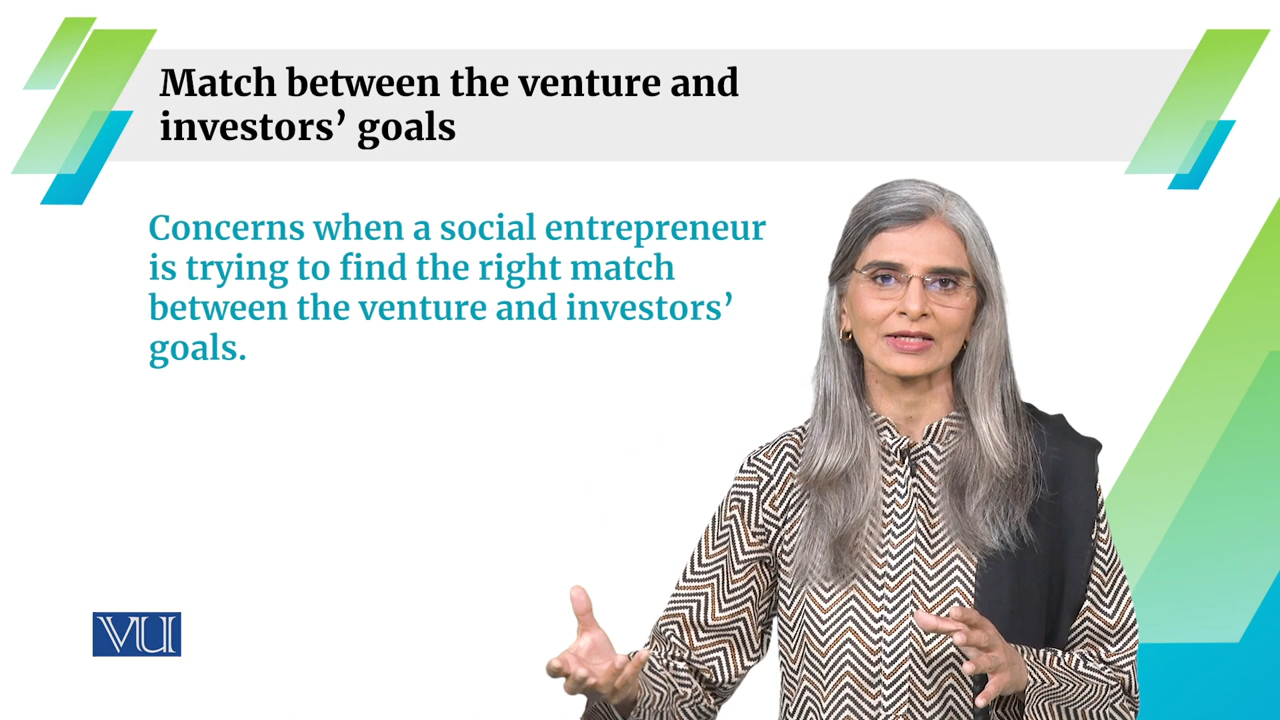 Match between the venture and
investors’ goals
Concerns when a social entrepreneur
is trying to find the right match
between the venture and investors’
goals.
VU